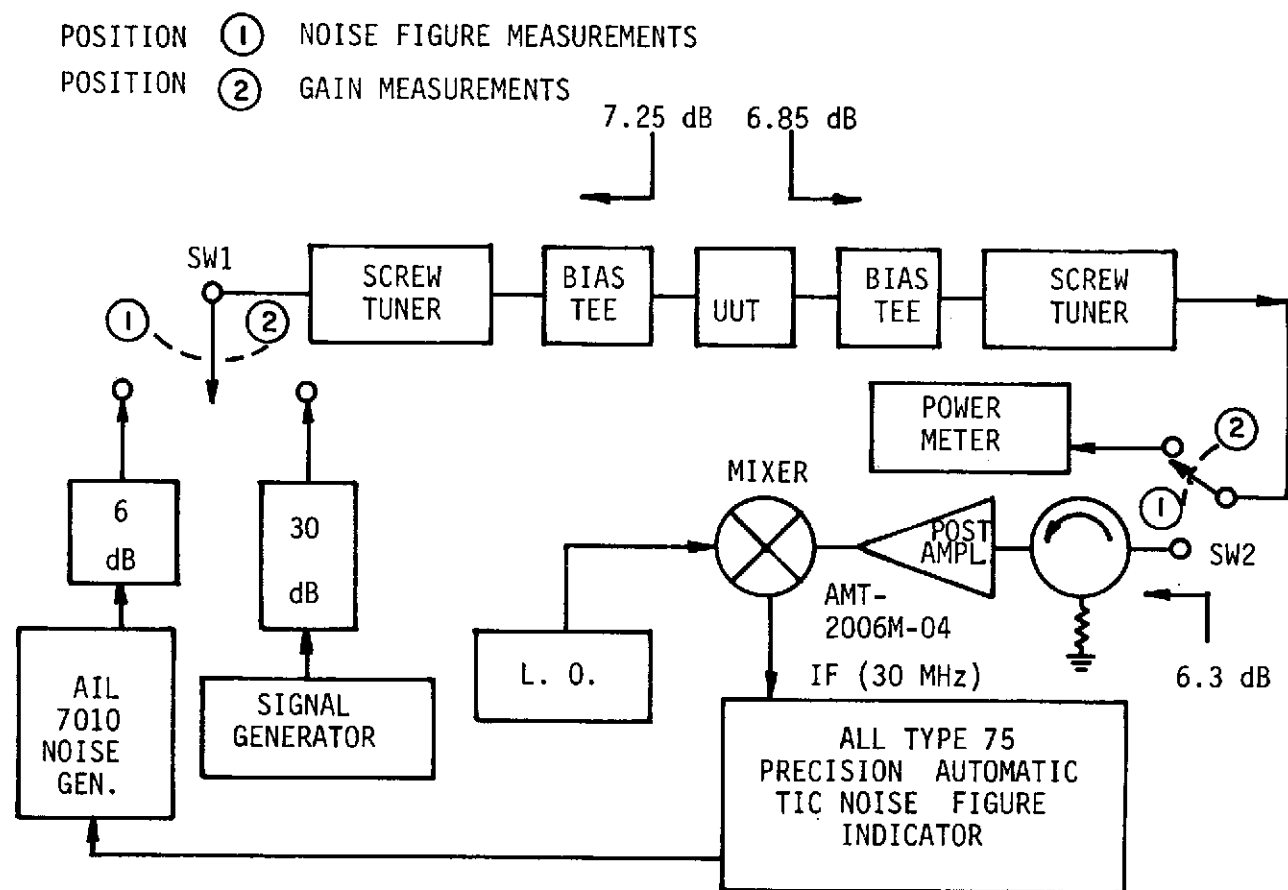 POSITION 1 NOISE FIGURE MEASUREMENTS
POSITION 2 GAIN MEASUREMENTS
7.25 dB 6.85 dB
SW1
1
2
SCREW
TUNER
BIAS
TEE
UUT
BIAS
TEE
SCREW
TUNER
POWER
METER
2
1
SW2
6
dB
30
dB
MIXER
POST
AMPL.
AMT-
2006M-04
6.3 dB
L. O.
IF (30 MHz)
AIL
7010
NOISE
GEN.
SIGNAL
GENERATOR
ALL TYPE 75
PRECISION AUTOMATIC
TIC NOISE FIGURE
INDICATOR